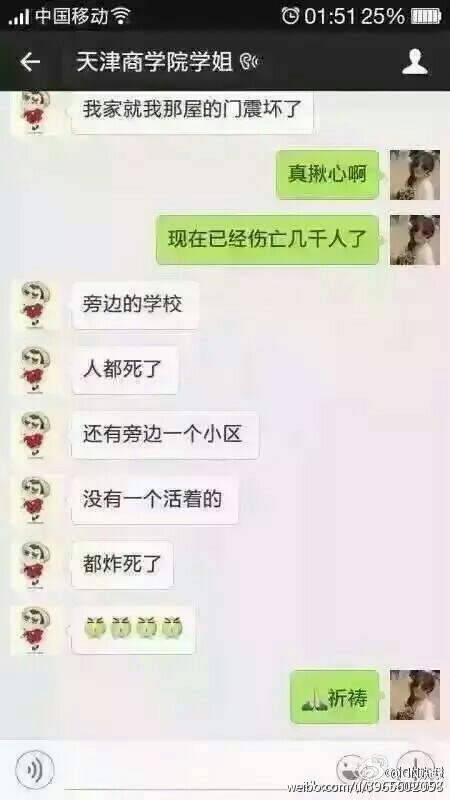 中国移动
01:51 25%
天津商学院学姐
我家就我那屋的门震坏了
真揪心啊
现在已经伤亡几千人了
旁边的学校
人都死了
还有旁边一个小区
没有一个活着的
都炸死了
祈祷